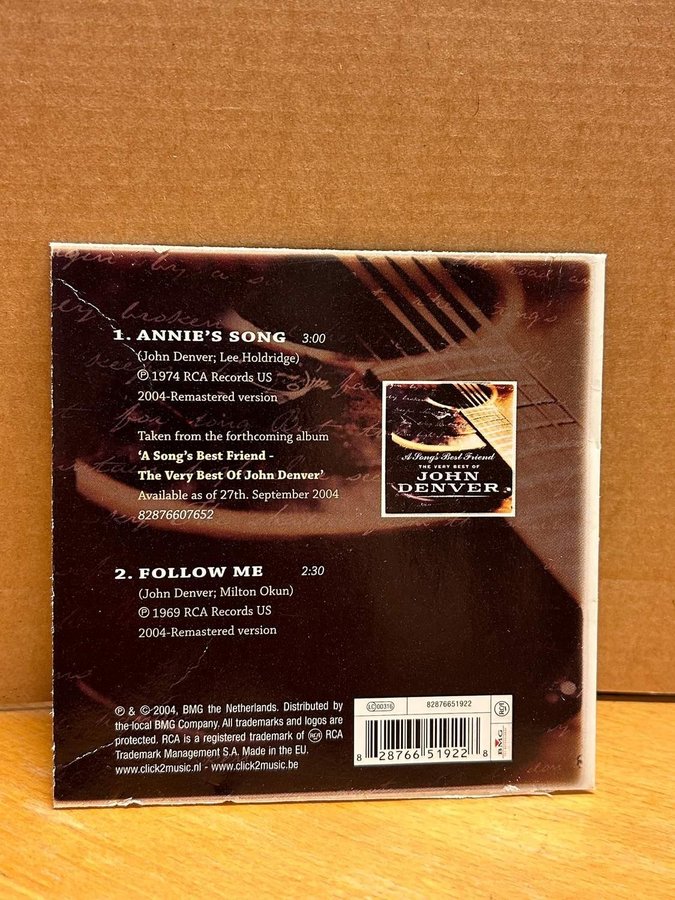 1. ANNIE'S SONG 3:00
(John Denver; Lee Holdridge)
℗ 1974 RCA Records US
2004-Remastered version
Taken from the forthcoming album
'A Song's Best Friend -
The Very Best Of John Denver'
Available as of 27th. September 2004
82876607652
A Song's Best Friend
THE VERY BEST OF
JOHN
DENVER
2. FOLLOW ME 2:30
(John Denver; Milton Okun)
℗ 1969 RCA Records US
2004-Remastered version
℗ & © 2004, BMG the Netherlands. Distributed by
the local BMG Company. All trademarks and logos are
protected. RCA is a registered trademark of RCA RCA
Trademark Management S.A. Made in the EU.
www.click2music.nl - www.click2music.be
LC 00316
82876651922
8 28766 51922 8
RCA
BMG